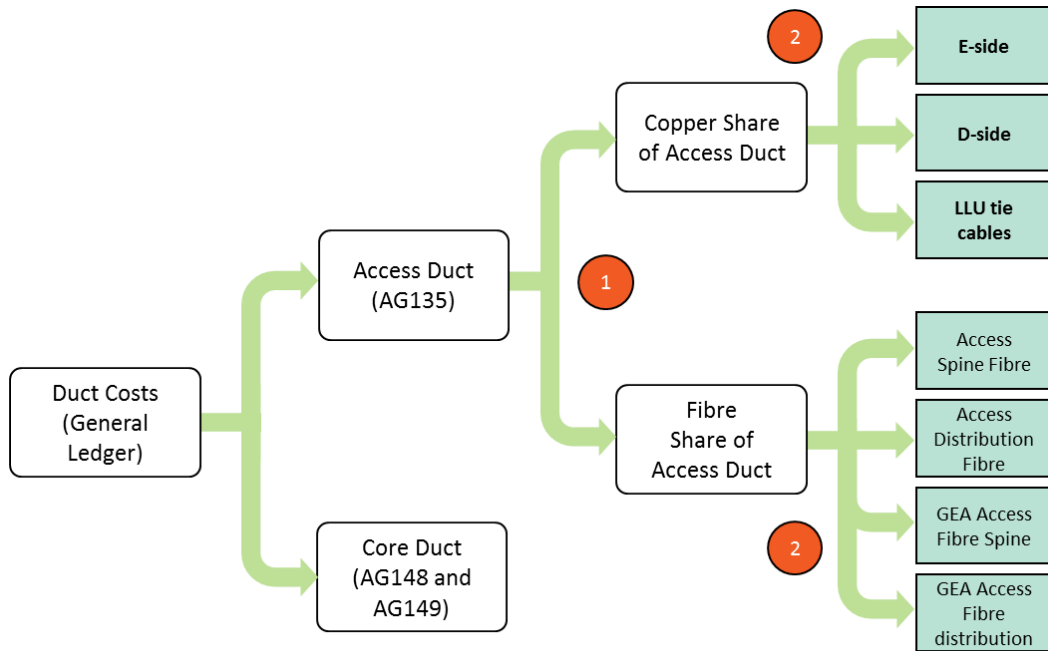 Duct Costs
(General
Ledger)
Access Duct
(AG135)
Core Duct
(AG148 and
AG149)
1
Copper Share
of Access Duct
Fibre
Share of
Access Duct
2
E-side
D-side
LLU tie
cables
2
Access
Spine Fibre
Access
Distribution
Fibre
GEA Access
Fibre Spine
GEA Access
Fibre
distribution